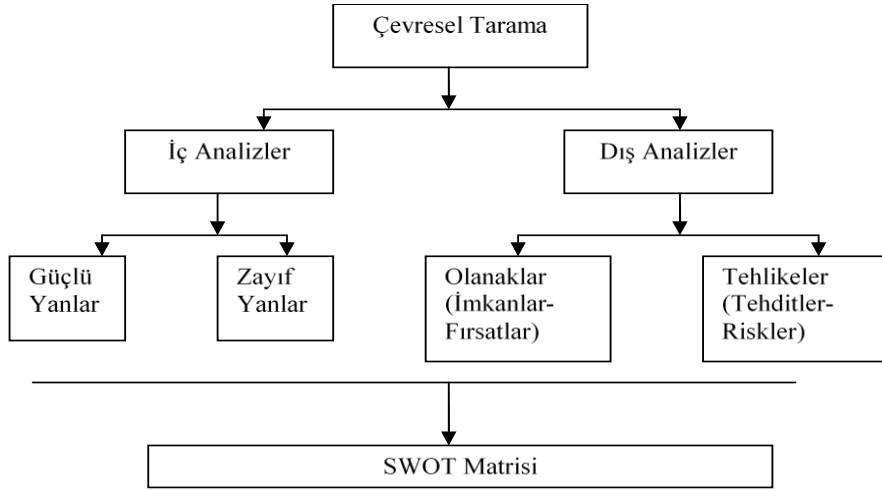 Çevresel Tarama
İç Analizler
Dış Analizler
Güçlü
Yanlar
Zayıf
Yanlar
Olanaklar
(İmkanlar-
Fırsatlar)
Tehlikeler
(Tehditler-
Riskler)
SWOT Matrisi